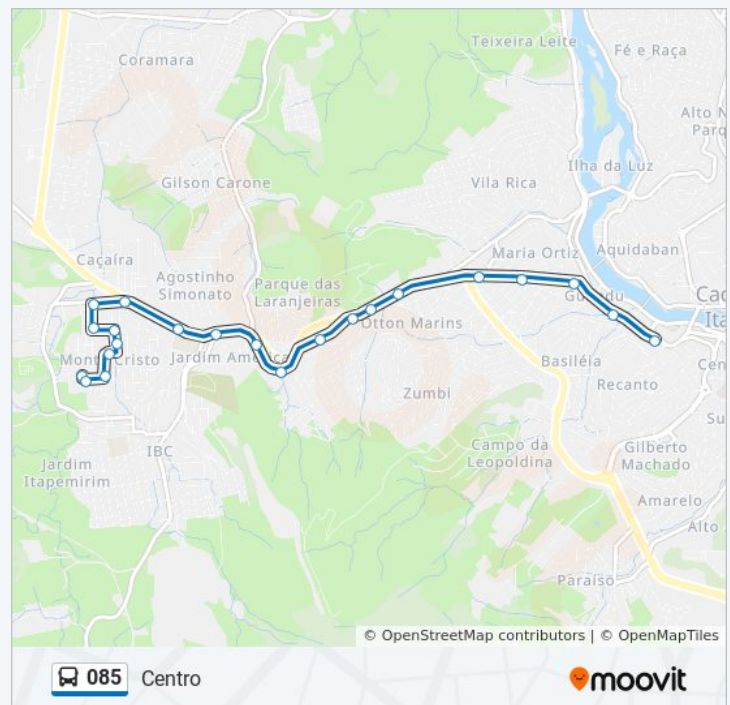 Teixeira Leite
Fé e Raça
Coramara
Alto N
Parq
Ilha da Luz
Gilson Carone
Vila Rica
Maria Ortiz
Aquidaban
Caçaíra
Agostinho
Simonato
Parque das
Laranjeiras
Cac
Ita
Otton Marins
Monte Cristo
Jardim América
Basiléia
Cen
Recanto
Zumbi
Su
Campo da
Leopoldina
Gilberto
Machado
IBC
Jardim
Itapemirim
Amarelo
Alto
Paraíso
© OpenStreetMap contributors | © OpenMapTiles
085 Centro
moovit